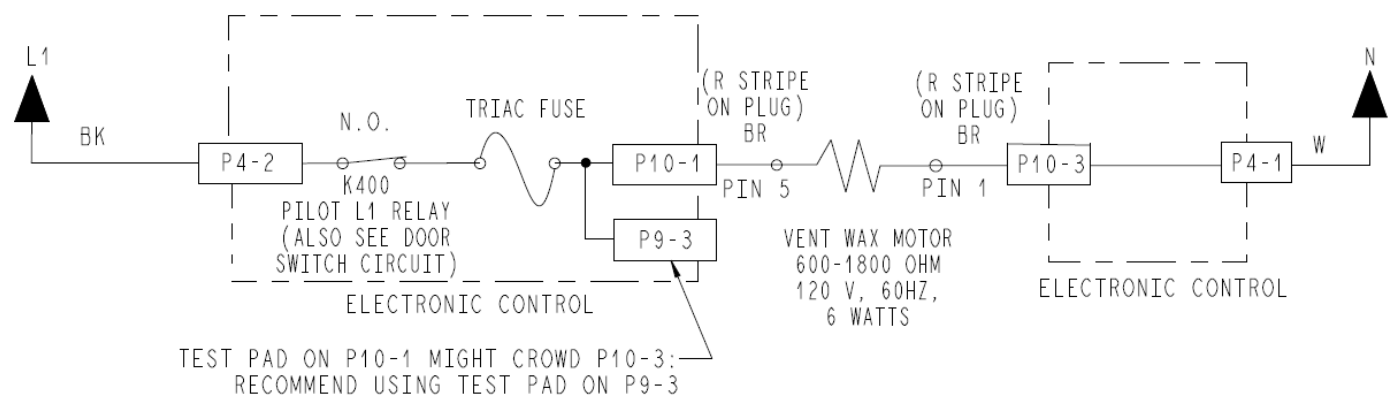 L1
BK
P4-2
N.O.
K400
PILOT L1 RELAY
(ALSO SEE DOOR
SWITCH CIRCUIT)
TRIAC FUSE
P10-1
P9-3
ELECTRONIC CONTROL
TEST PAD ON P10-1 MIGHT CROWD P10-3:
RECOMMEND USING TEST PAD ON P9-3
(R STRIPE
ON PLUG)
BR
PIN 5
VENT WAX MOTOR
600-1800 OHM
120 V, 60HZ,
6 WATTS
(R STRIPE
ON PLUG)
BR
PIN 1
P10-3
P4-1
ELECTRONIC CONTROL
W
N